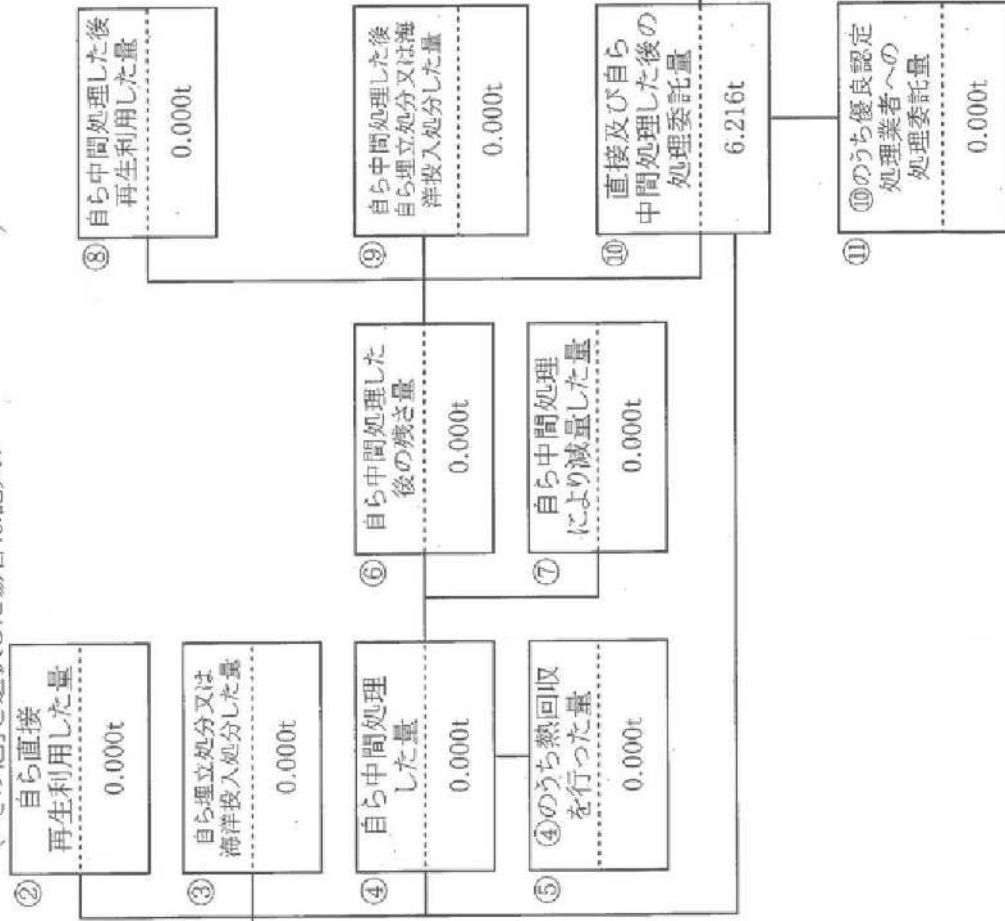 ②
自ら直接
再生利用した量
0.000t
③
自ら埋立処分又は
海洋投入処分した量
0.000t
④
自ら中間処理
した量
0.000t
⑤
④のうち熱回収
を行った量
0.000t
⑥
自ら中間処理した
後の残さ量
0.000t
⑦
自ら中間処理
により減量した量
0.000t
⑧
自ら中間処理した後
再生利用した量
0.000t
⑨
自ら中間処理した後
自ら埋立処分又は海
洋投入処分した量
0.000t
⑩
直接及び自ら
中間処理した後の
処理委託量
6.216t
⑪
⑩のうち優良認定
処理業者への
処理委託量
0.000t